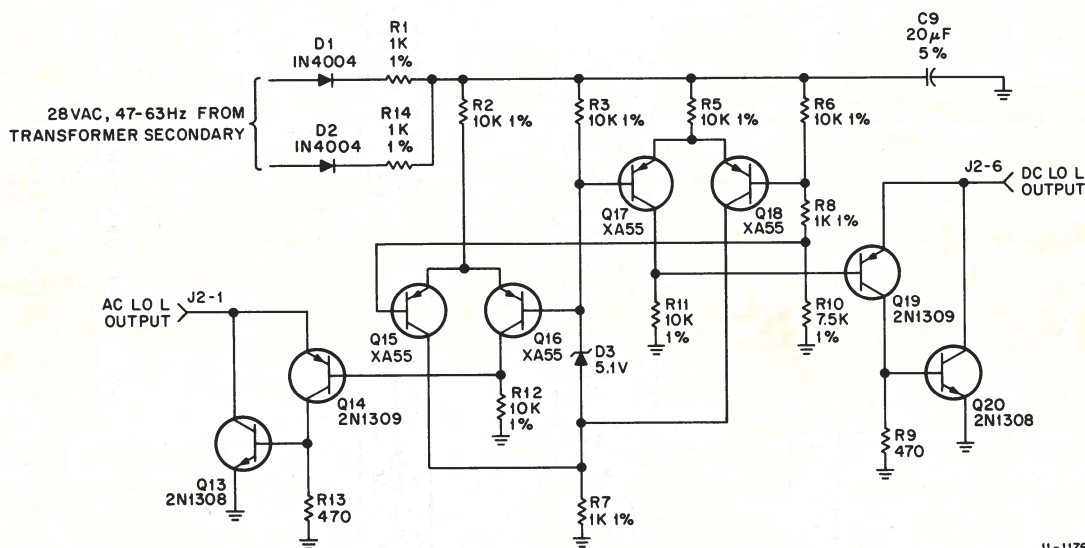 C9
20μF
5%
R1
1K
1%
D1
IN4004
28VAC, 47-63Hz FROM
TRANSFORMER SECONDARY
R14
1K
1%
D2
IN4004
R2
10K 1%
R3
10K 1%
R5
10K 1%
R6
10K 1%
J2-6
DC LO L
OUTPUT
Q17
XA55
Q18
XA55
R8
1K 1%
AC LO L
OUTPUT
J2-1
Q15
XA55
Q16
XA55
D3
5.1V
R11
10K
1%
R10
7.5K
1%
Q19
2N1309
Q14
2N1309
R12
10K
1%
Q20
2N1308
R9
470
Q13
2N1308
R13
470
R7
1K 1%